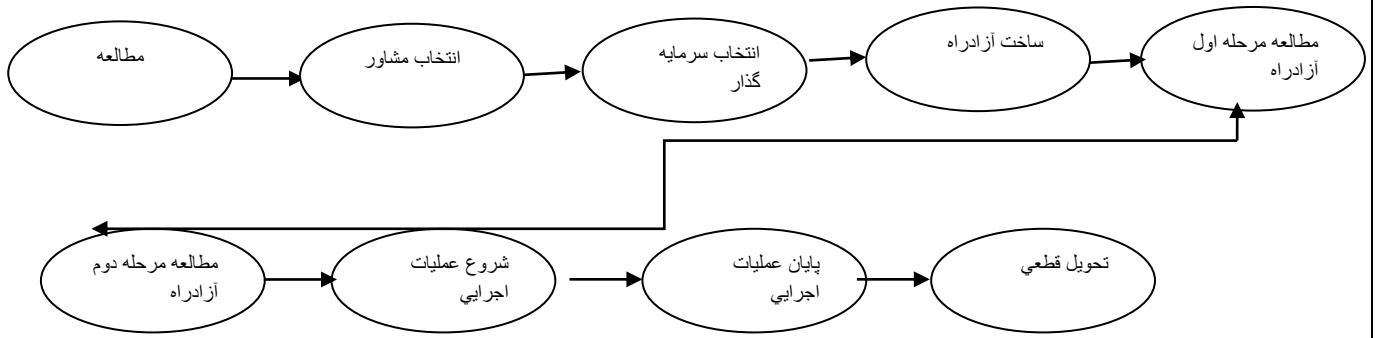 مطالعه
انتخاب مشاور
انتخاب سرمايه
گذار
ساخت آزادراه
مطالعه مرحله اول
آزادراه
مطالعه مرحله دوم
آزادراه
شروع عمليات
اجرايي
پايان عمليات
اجرايي
تحويل قطعي